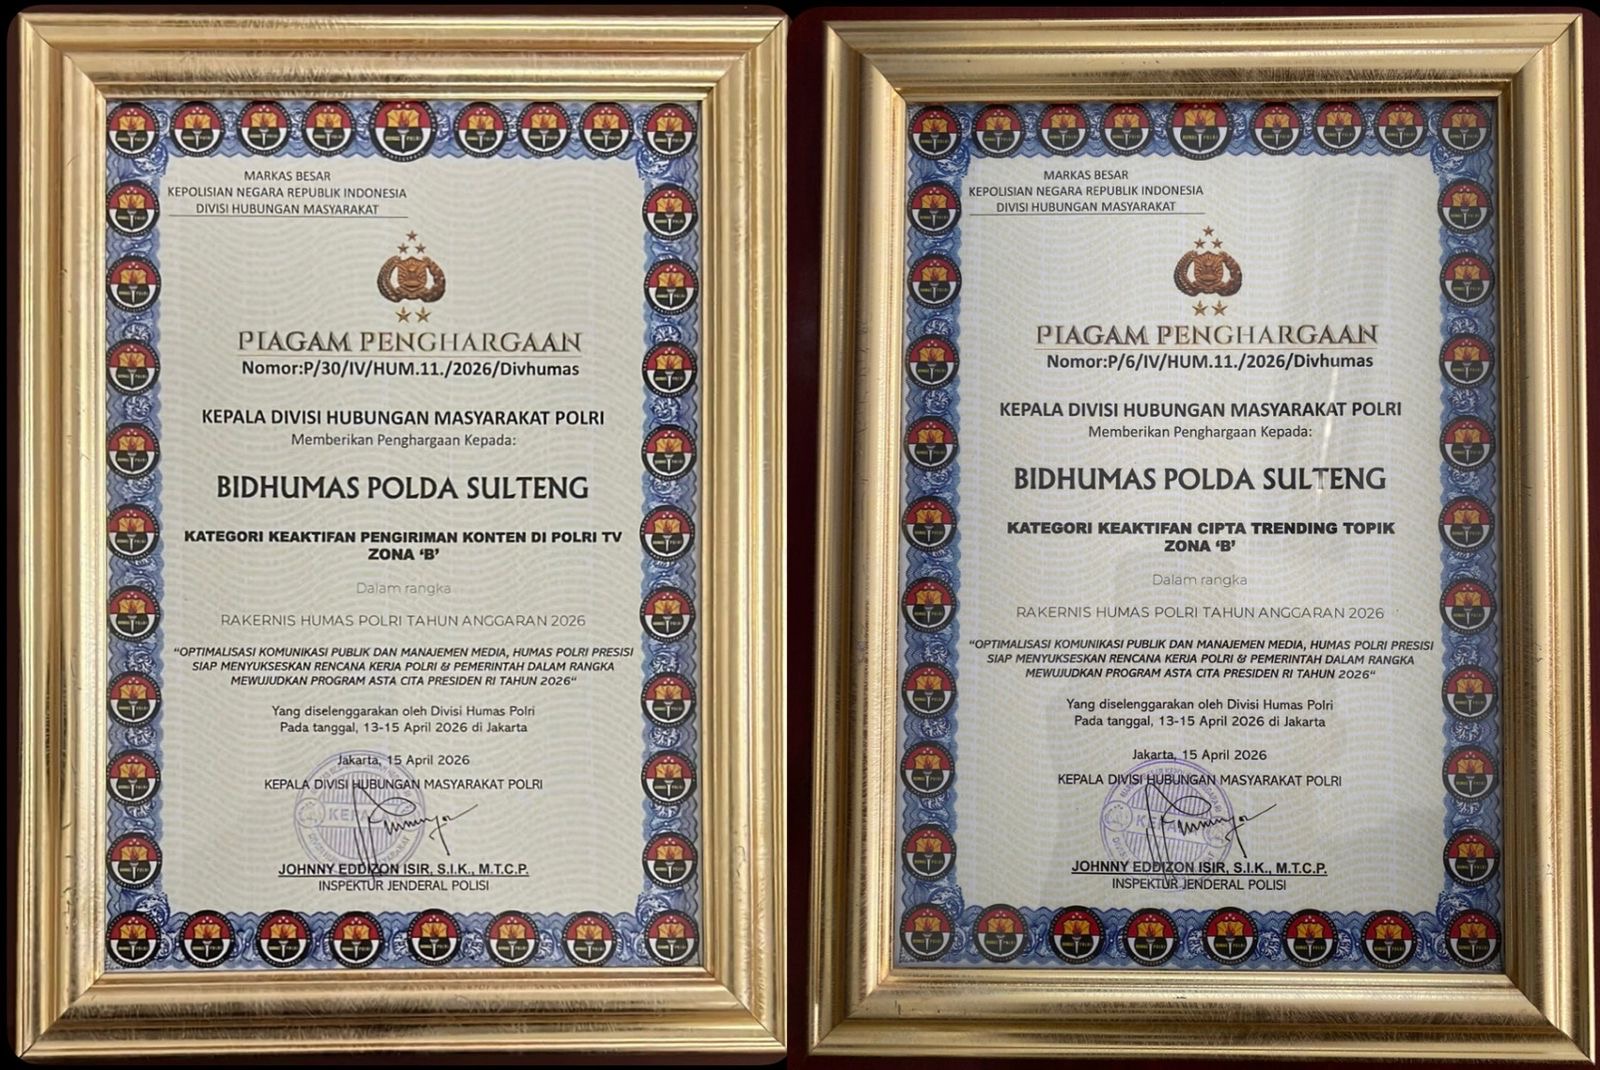 MARKAS BESAR
KEPOLISIAN NEGARA REPUBLIK INDONESIA
DIVISI HUBUNGAN MASYARAKAT
PIAGAM PENGHARGAAN
Nomor:P/30/IV/HUM.11./2026/Divhumas
KEPALA DIVISI HUBUNGAN MASYARAKAT POLRI
Memberikan Penghargaan Kepada:
BIDHUMAS POLDA SULTENG
KATEGORI KEAKTIFAN PENGIRIMAN KONTEN DI POLRI TV
ZONA ‘B’
Dalam rangka
RAKERNIS HUMAS POLRI TAHUN ANGGARAN 2026
“OPTIMALISASI KOMUNIKASI PUBLIK DAN MANAJEMEN MEDIA, HUMAS POLRI PRESISI
SIAP MENYUKSESKAN RENCANA KERJA POLRI & PEMERINTAH DALAM RANGKA
MEWUJUDKAN PROGRAM ASTA CITA PRESIDEN RI TAHUN 2026“
Yang diselenggarakan oleh Divisi Humas Polri
Pada tanggal, 13-15 April 2026 di Jakarta
Jakarta, 15 April 2026
KEPALA DIVISI HUBUNGAN MASYARAKAT POLRI
JOHNNY EDDIZON ISIR, S.I.K., M.T.C.P.
INSPEKTUR JENDERAL POLISI
MARKAS BESAR
KEPOLISIAN NEGARA REPUBLIK INDONESIA
DIVISI HUBUNGAN MASYARAKAT
PIAGAM PENGHARGAAN
Nomor:P/6/IV/HUM.11./2026/Divhumas
KEPALA DIVISI HUBUNGAN MASYARAKAT POLRI
Memberikan Penghargaan Kepada:
BIDHUMAS POLDA SULTENG
KATEGORI KEAKTIFAN CIPTA TRENDING TOPIK
ZONA ‘B’
Dalam rangka
RAKERNIS HUMAS POLRI TAHUN ANGGARAN 2026
“OPTIMALISASI KOMUNIKASI PUBLIK DAN MANAJEMEN MEDIA, HUMAS POLRI PRESISI
SIAP MENYUKSESKAN RENCANA KERJA POLRI & PEMERINTAH DALAM RANGKA
MEWUJUDKAN PROGRAM ASTA CITA PRESIDEN RI TAHUN 2026“
Yang diselenggarakan oleh Divisi Humas Polri
Pada tanggal, 13-15 April 2026 di Jakarta
Jakarta, 15 April 2026
KEPALA DIVISI HUBUNGAN MASYARAKAT POLRI
JOHNNY EDDIZON ISIR, S.I.K., M.T.C.P.
INSPEKTUR JENDERAL POLISI